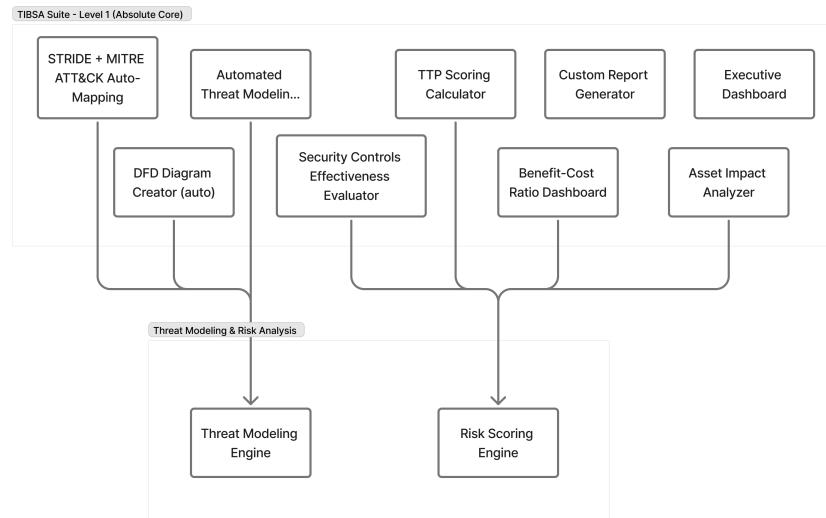 TIBSA Suite - Level 1 (Absolute Core)
STRIDE + MITRE
ATT&CK Auto-
Mapping
Automated
Threat Modelin...
TTP Scoring
Calculator
Custom Report
Generator
Executive
Dashboard
DFD Diagram
Creator (auto)
Security Controls
Effectiveness
Evaluator
Benefit-Cost
Ratio Dashboard
Asset Impact
Analyzer
Threat Modeling & Risk Analysis
Threat Modeling
Engine
Risk Scoring
Engine